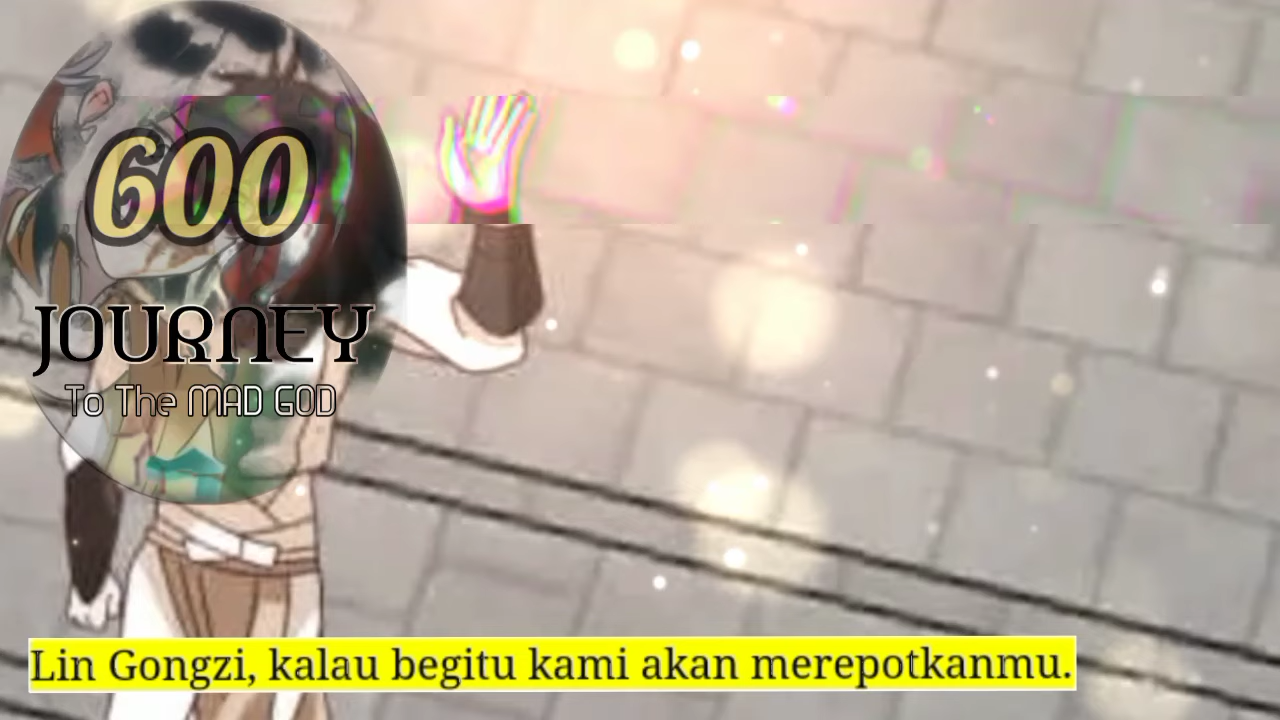 600
JOURNEY
To The MAD GOD
Lin Gongzi, kalau begitu kami akan merepotkanmu.